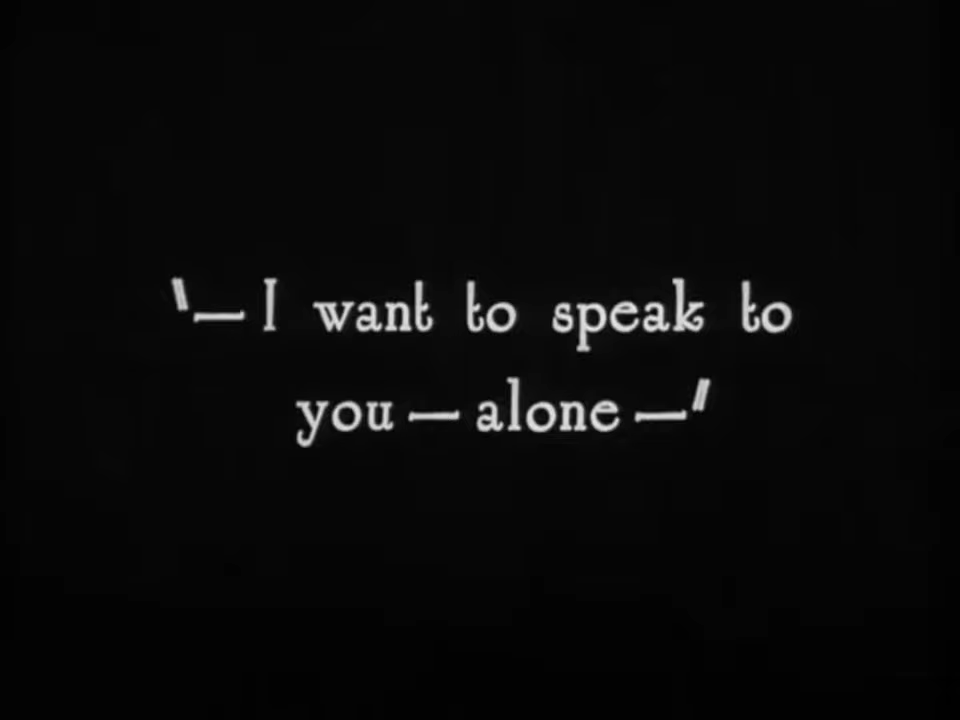 "— I want to speak to
you — alone —"